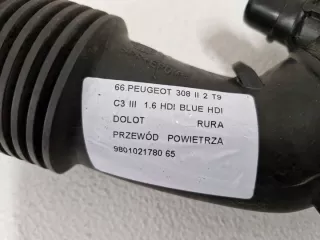 66.PEUGEOT 308 II 2 T9
C3 III 1.6 HDI BLUE HDI
DOLOT RURA
PRZEWÓD POWIETRZA
9801021780 65